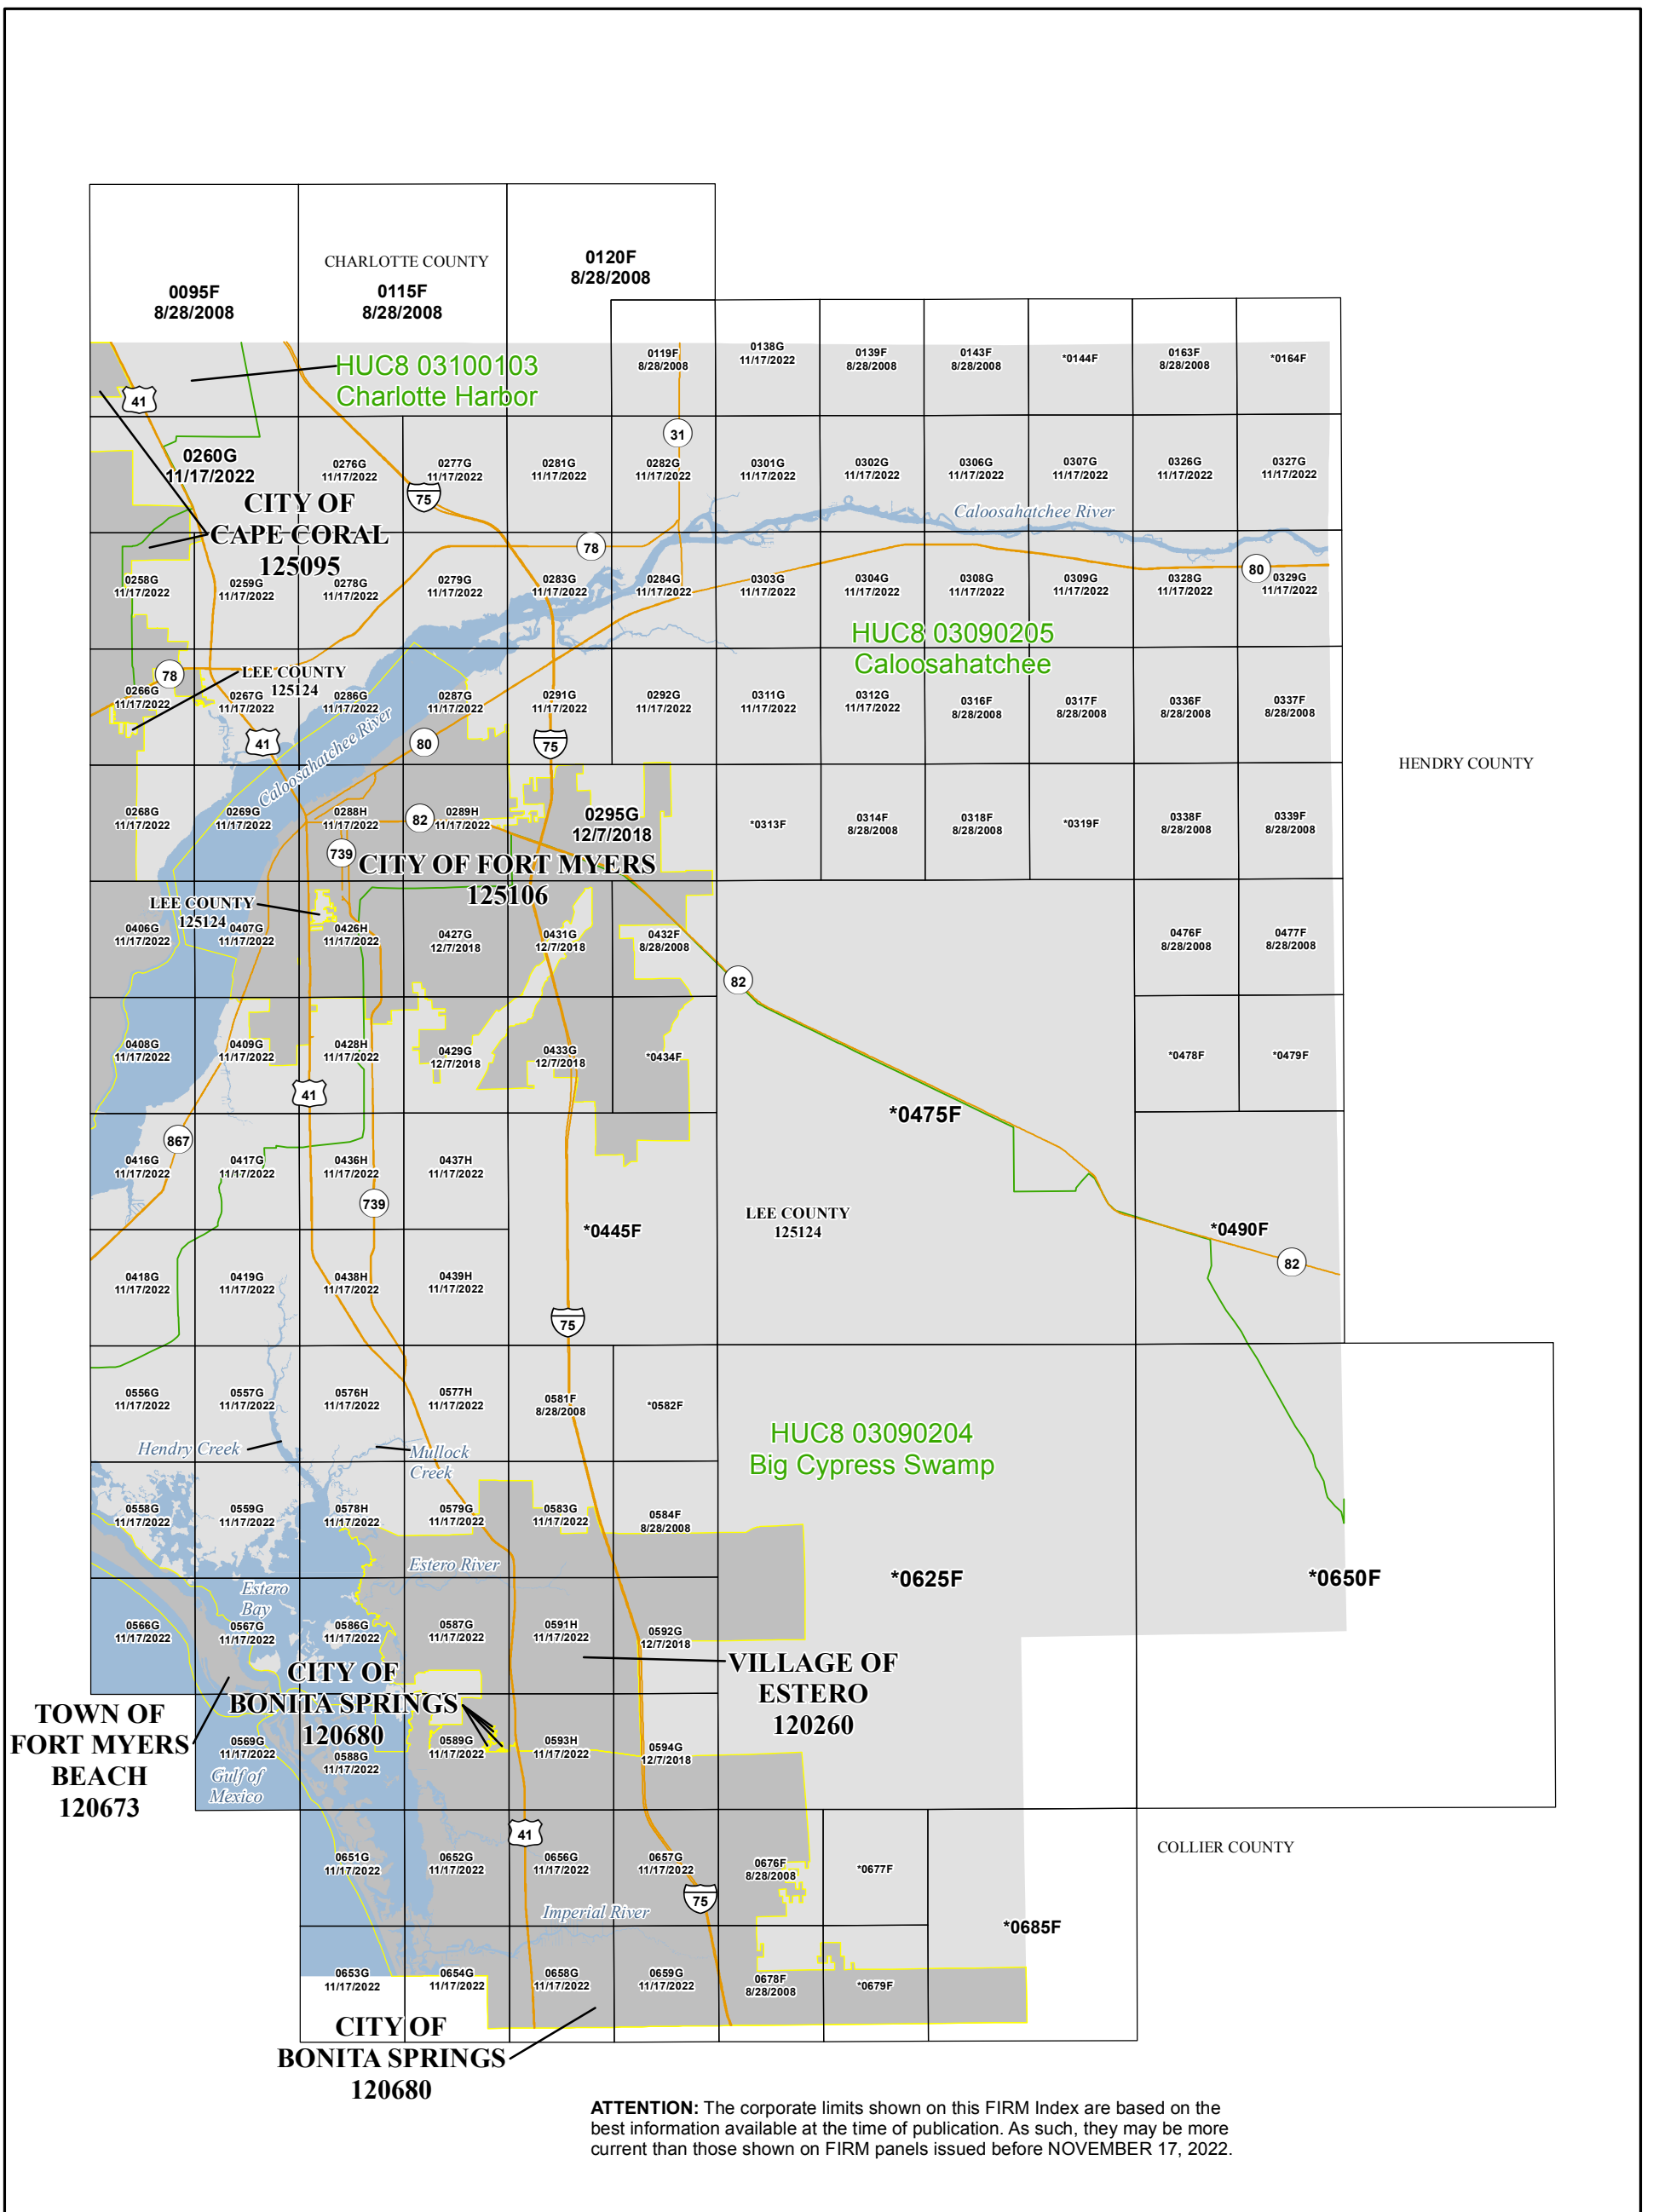 0120F
8/28/2008
CHARLOTTE COUNTY
0095F
8/28/2008
0115F
8/28/2008
0119F
8/28/2008
0138G
11/17/2022
0139F
8/28/2008
0143F
8/28/2008
*0144F
0163F
8/28/2008
*0164F
HUC8 03100103
Charlotte Harbor
41
31
0260G
11/17/2022
0276G
11/17/2022
0277G
11/17/2022
0281G
11/17/2022
0282G
11/17/2022
0301G
11/17/2022
0302G
11/17/2022
0306G
11/17/2022
0307G
11/17/2022
0326G
11/17/2022
0327G
11/17/2022
75
CITY OF
CAPE CORAL
125095
Caloosahatchee River
78
80
0258G
11/17/2022
0259G
11/17/2022
0278G
11/17/2022
0279G
11/17/2022
0283G
11/17/2022
0284G
11/17/2022
0303G
11/17/2022
0304G
11/17/2022
0308G
11/17/2022
0309G
11/17/2022
0328G
11/17/2022
0329G
11/17/2022
HUC8 03090205
Caloosahatchee
78
LEE COUNTY
125124
0266G
11/17/2022
0267G
11/17/2022
0286G
11/17/2022
0287G
11/17/2022
0291G
11/17/2022
0292G
11/17/2022
0311G
11/17/2022
0312G
11/17/2022
0316F
8/28/2008
0317F
8/28/2008
0336F
8/28/2008
0337F
8/28/2008
41
80
75
Caloosahatchee River
HENDRY COUNTY
0268G
11/17/2022
0269G
11/17/2022
0288H
11/17/2022
82
0289H
11/17/2022
0295G
12/7/2018
*0313F
0314F
8/28/2008
0318F
8/28/2008
*0319F
0338F
8/28/2008
0339F
8/28/2008
739
CITY OF FORT MYERS
125106
LEE COUNTY
125124
0406G
11/17/2022
0407G
11/17/2022
0426H
11/17/2022
0427G
12/7/2018
0431G
12/7/2018
0432F
8/28/2008
0476F
8/28/2008
0477F
8/28/2008
82
0408G
11/17/2022
0409G
11/17/2022
0428H
11/17/2022
0429G
12/7/2018
0433G
12/7/2018
*0434F
*0478F
*0479F
41
*0475F
867
0416G
11/17/2022
0417G
11/17/2022
0436H
11/17/2022
0437H
11/17/2022
739
LEE COUNTY
125124
*0445F
*0490F
82
0418G
11/17/2022
0419G
11/17/2022
0438H
11/17/2022
0439H
11/17/2022
75
0556G
11/17/2022
0557G
11/17/2022
0576H
11/17/2022
0577H
11/17/2022
0581F
8/28/2008
*0582F
HUC8 03090204
Big Cypress Swamp
Hendry Creek
Mullock
Creek
0558G
11/17/2022
0559G
11/17/2022
0578H
11/17/2022
0579G
11/17/2022
0583G
11/17/2022
0584F
8/28/2008
Estero River
*0625F
*0650F
Estero
Bay
0566G
11/17/2022
0567G
11/17/2022
0586G
11/17/2022
0587G
11/17/2022
0591H
11/17/2022
0592G
12/7/2018
CITY OF
BONITA SPRINGS
120680
VILLAGE OF
ESTERO
120260
TOWN OF
FORT MYERS
BEACH
120673
0569G
11/17/2022
0588G
11/17/2022
0589G
11/17/2022
0593H
11/17/2022
0594G
12/7/2018
Gulf of
Mexico
41
COLLIER COUNTY
0651G
11/17/2022
0652G
11/17/2022
0656G
11/17/2022
0657G
11/17/2022
0676F
8/28/2008
*0677F
75
Imperial River
*0685F
0653G
11/17/2022
0654G
11/17/2022
0658G
11/17/2022
0659G
11/17/2022
0678F
8/28/2008
*0679F
CITY OF
BONITA SPRINGS
120680
ATTENTION: The corporate limits shown on this FIRM Index are based on the
best information available at the time of publication. As such, they may be more
current than those shown on FIRM panels issued before NOVEMBER 17, 2022.